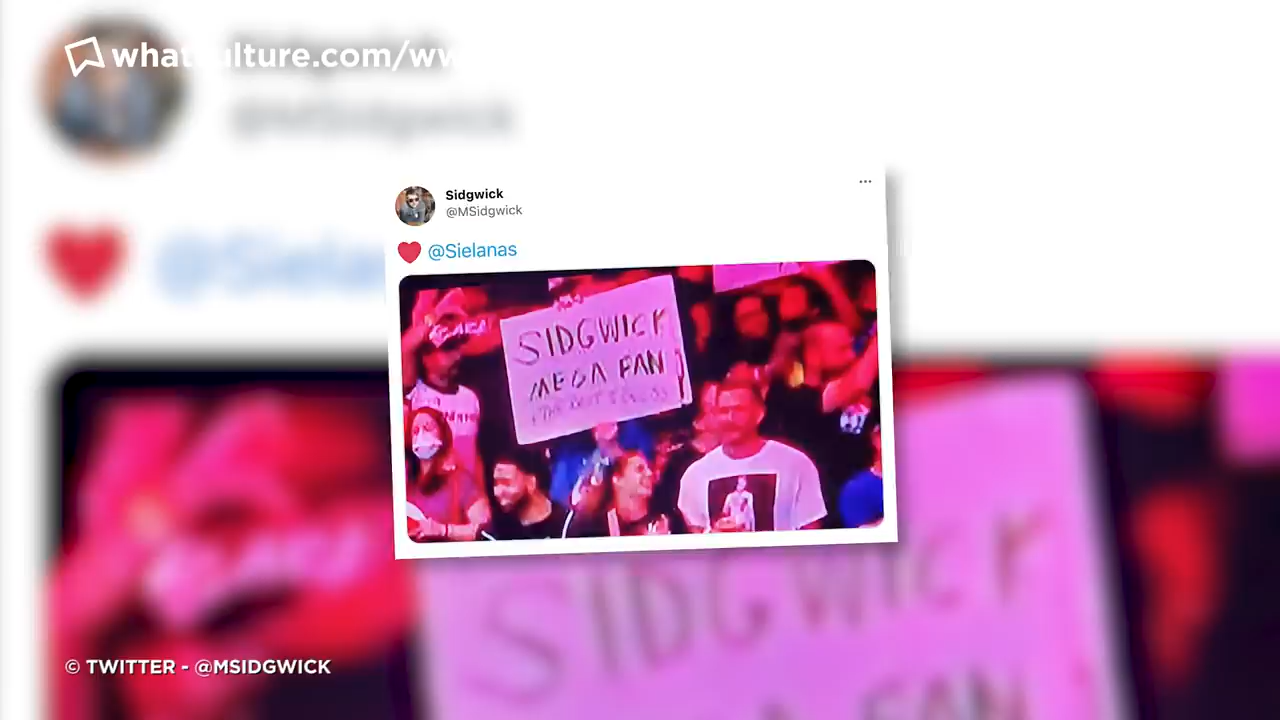 whatculture.com/ww
Sidgwick
@MSidgwick
❤️ @Sielanas
SIDGWICK
MEGA FAN
© TWITTER - @MSIDGWICK